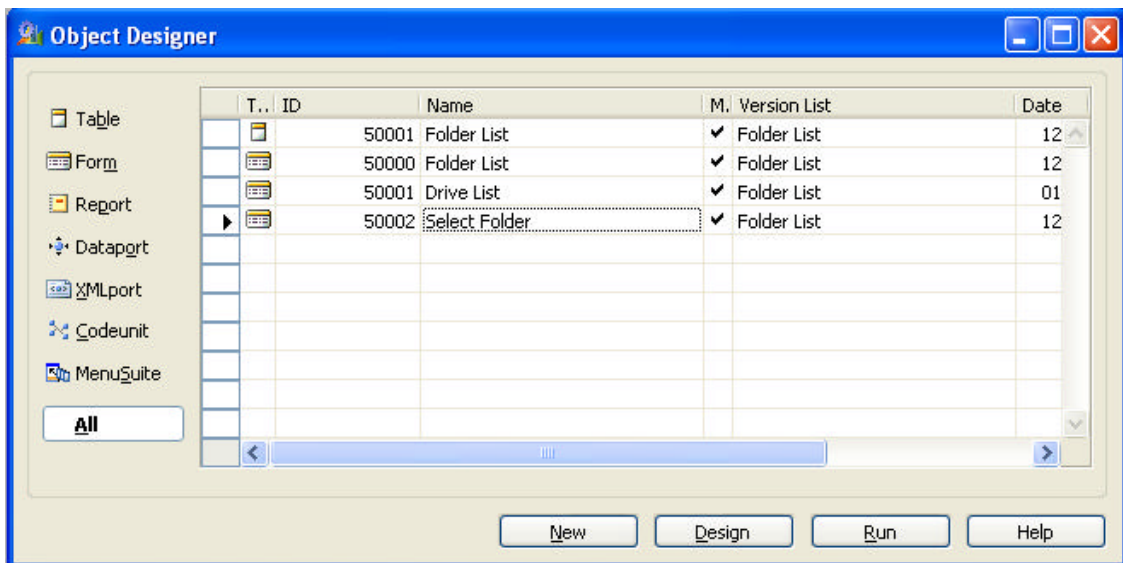 Object Designer
Table
Form
Report
Dataport
XMLport
Codeunit
MenuSuite
All
T.. ID Name M. Version List Date
50001 Folder List ✔ Folder List 12
50000 Folder List ✔ Folder List 12
50001 Drive List ✔ Folder List 01
50002 Select Folder ✔ Folder List 12
New Design Run Help